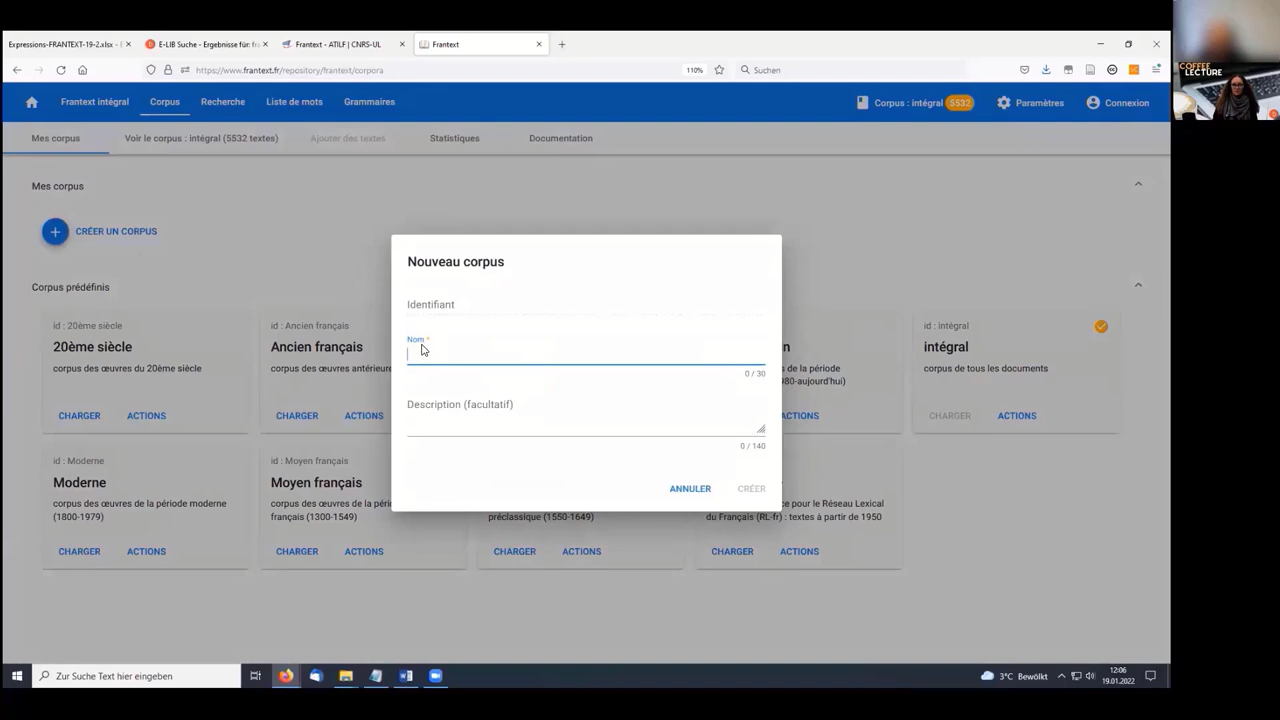 Expressions-FRANTEXT-19-2.xlsx - E
E-LIB Suche - Ergebnisse für: fra
Frantext - ATILF | CNRS-UL
Frantext
https://www.frantext.fr/repository/frantext/corpora
110%
Suchen
COFFEE
LECTURE
Frantext intégral
Corpus
Recherche
Liste de mots
Grammaires
Corpus : intégral 5532
Paramètres
Connexion
Mes corpus
Voir le corpus : intégral (5532 textes)
Ajouter des textes
Statistiques
Documentation
Mes corpus
CRÉER UN CORPUS
Corpus prédéfinis
id : 20ème siècle
20ème siècle
corpus des œuvres du 20ème siècle
CHARGER
ACTIONS
id : Ancien français
Ancien français
corpus des œuvres antérieure
CHARGER
ACTIONS
n
de la période
980-aujourd'hui)
id : intégral
intégral
corpus de tous les documents
CHARGER
ACTIONS
Nouveau corpus
Identifiant
Nom *
0 / 30
Description (facultatif)
0 / 140
ANNULER
CRÉER
id : Moderne
Moderne
corpus des œuvres de la période moderne
(1800-1979)
CHARGER
ACTIONS
id : Moyen français
Moyen français
corpus des œuvres de la péri
français (1300-1549)
CHARGER
ACTIONS
préclassique (1550-1649)
CHARGER
ACTIONS
ce pour le Réseau Lexical
du Français (RL-fr) : textes à partir de 1950
CHARGER
ACTIONS
Zur Suche Text hier eingeben
3°C Bewölkt
12:06
19.01.2022